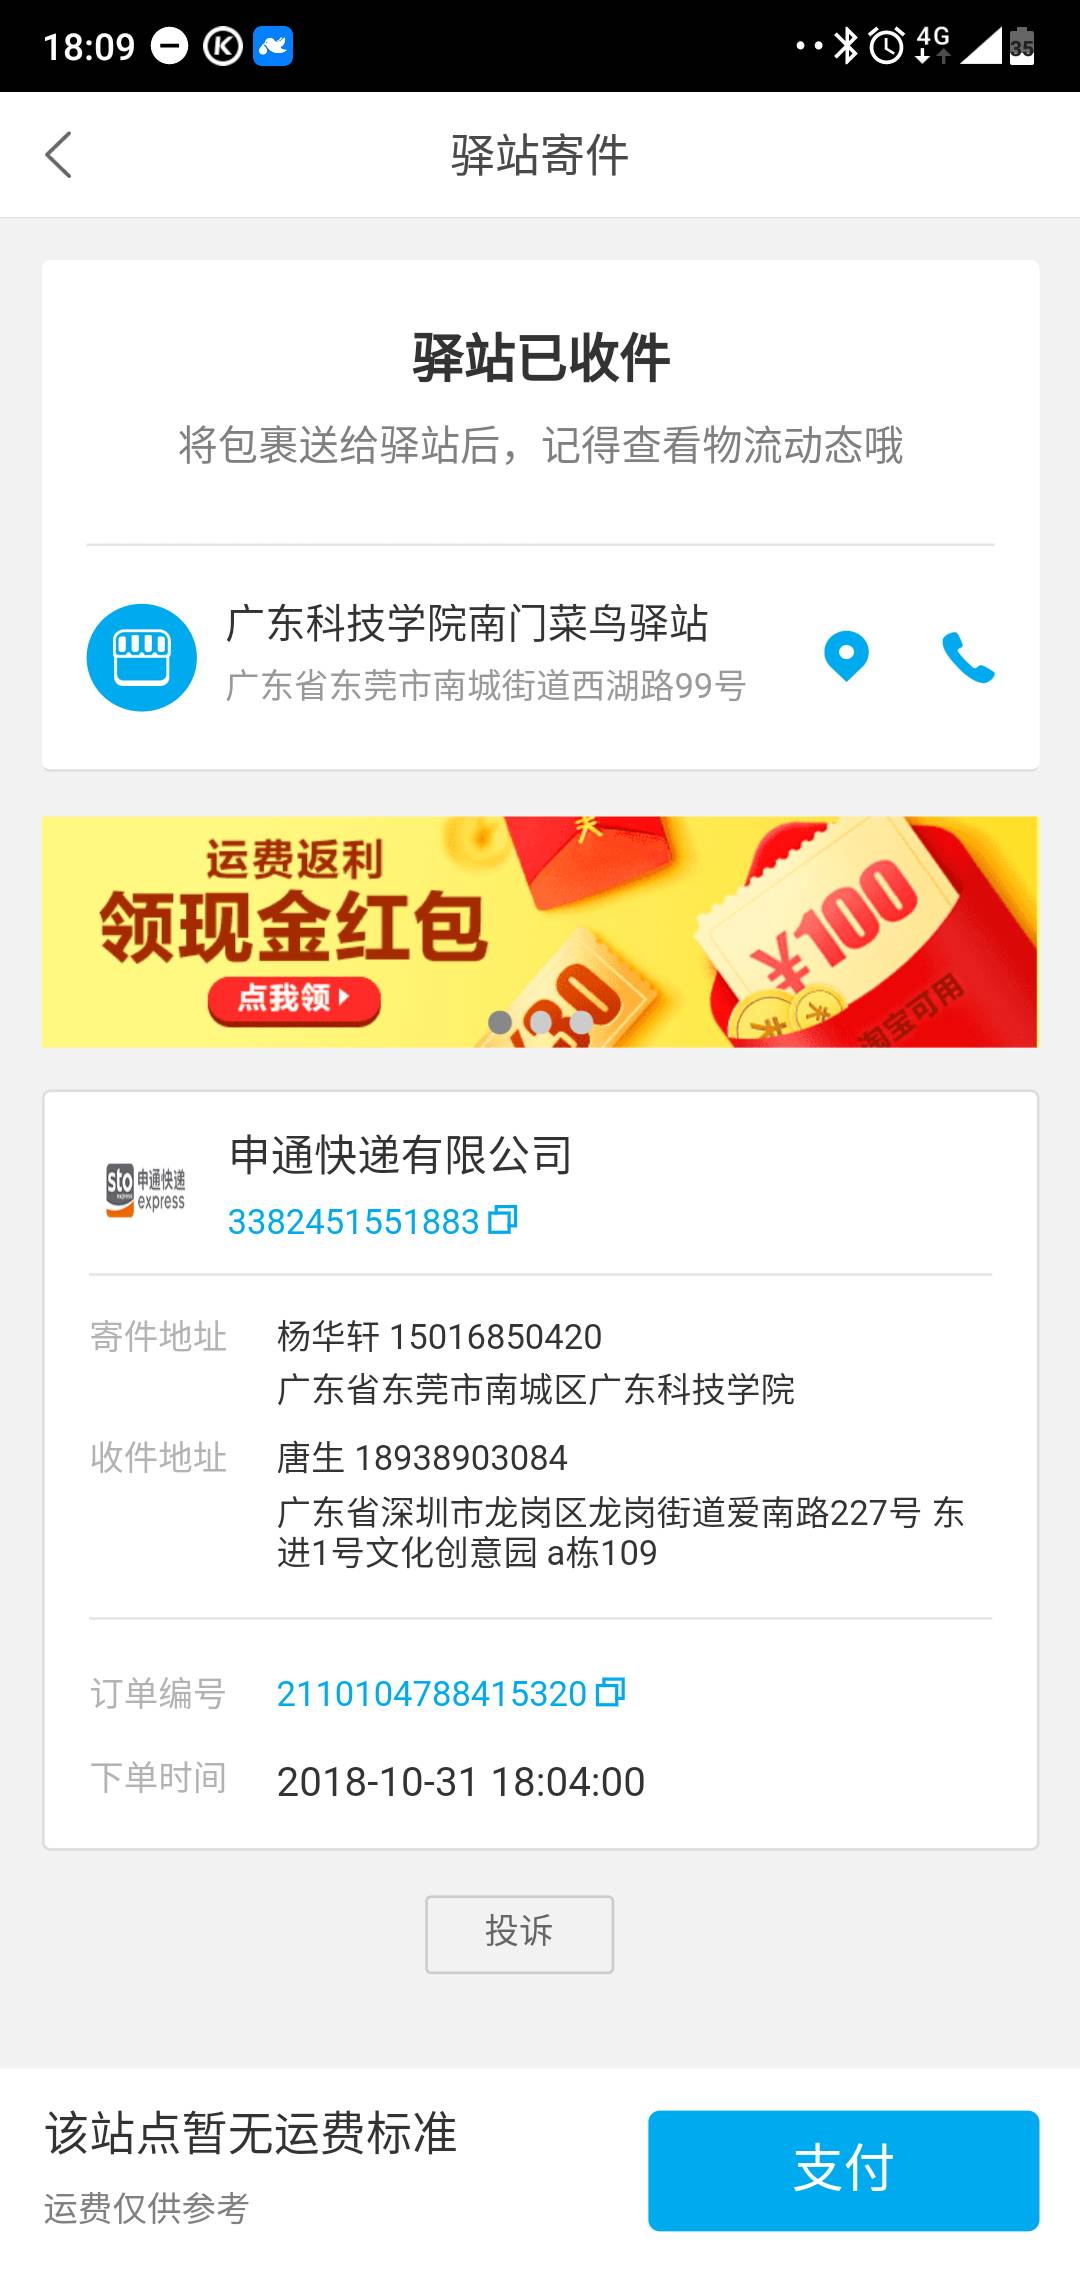 18:09
4G
35
驿站寄件
驿站已收件
将包裹送给驿站后，记得查看物流动态哦
广东科技学院南门菜鸟驿站
广东省东莞市南城街道西湖路99号
运费返利
领现金红包
点我领
¥30
¥100
淘宝可用
申通快递有限公司
sto express 申通快递 express
3382451551883
寄件地址 杨华轩 15016850420
广东省东莞市南城区广东科技学院
收件地址 唐生 18938903084
广东省深圳市龙岗区龙岗街道爱南路227号 东
进1号文化创意园 a栋109
订单编号 2110104788415320
下单时间 2018-10-31 18:04:00
投诉
该站点暂无运费标准
运费仅供参考
支付